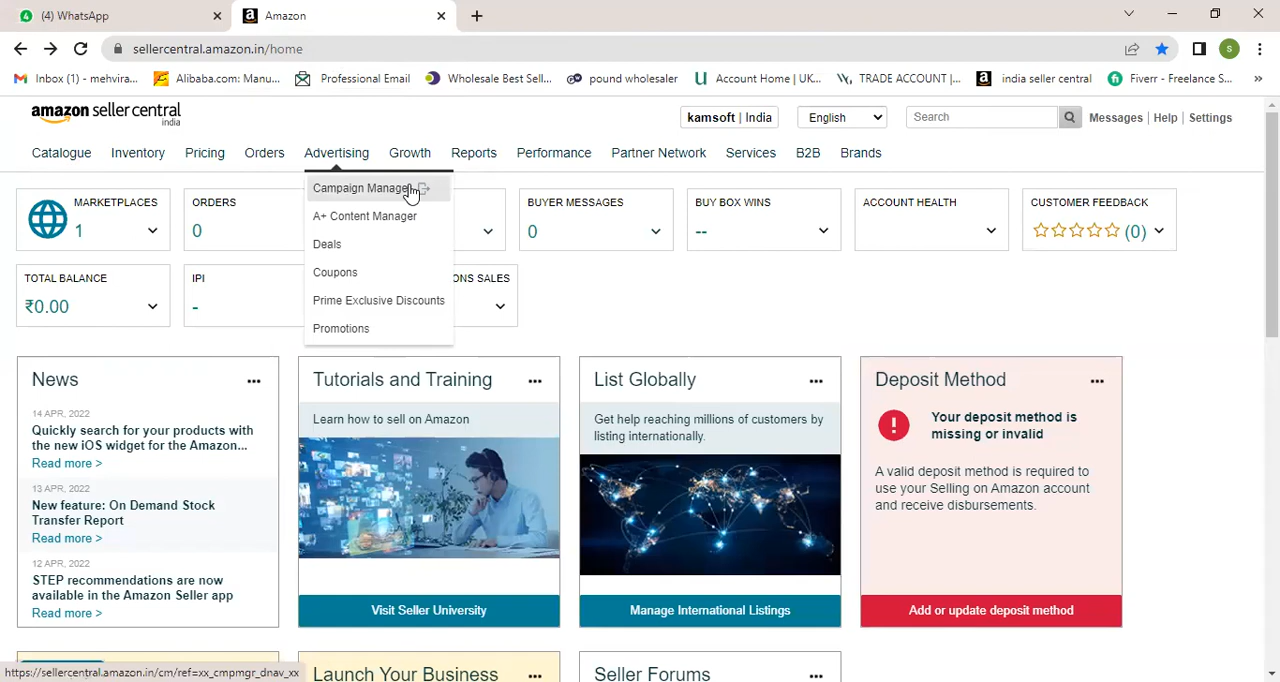 4
(4) WhatsApp
a
Amazon
sellercentral.amazon.in/home
S
Inbox (1) - mehvira...
Alibaba.com: Manu...
Professional Email
Wholesale Best Sell...
pound wholesaler
Account Home | UK...
TRADE ACCOUNT |...
a
india seller central
Fiverr - Freelance S...
»
amazon seller central
india
kamsoft | India
English
Search
Messages | Help | Settings
Catalogue
Inventory
Pricing
Orders
Advertising
Growth
Reports
Performance
Partner Network
Services
B2B
Brands
Campaign Manager
A+ Content Manager
Deals
Coupons
Prime Exclusive Discounts
Promotions
MARKETPLACES
1
ORDERS
0
BUYER MESSAGES
0
BUY BOX WINS
--
ACCOUNT HEALTH
CUSTOMER FEEDBACK
(0)
TOTAL BALANCE
₹0.00
IPI
-
ONS SALES
News
14 APR, 2022
Quickly search for your products with
the new iOS widget for the Amazon...
Read more >
13 APR, 2022
New feature: On Demand Stock
Transfer Report
Read more >
12 APR, 2022
STEP recommendations are now
available in the Amazon Seller app
Read more >
Tutorials and Training
Learn how to sell on Amazon
Visit Seller University
List Globally
Get help reaching millions of customers by
listing internationally.
Manage International Listings
Deposit Method
Your deposit method is
missing or invalid
A valid deposit method is required to
use your Selling on Amazon account
and receive disbursements.
Add or update deposit method
Launch Your Business
Seller Forums
https://sellercentral.amazon.in/cm/ref=xx_cmpmgr_dnav_xx